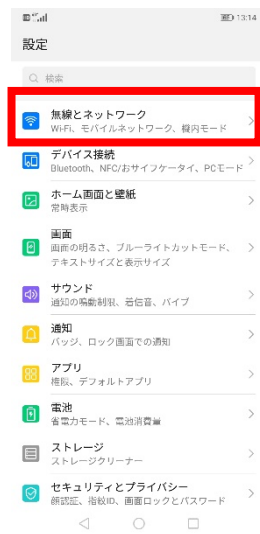 13:14
設定
検索
無線とネットワーク
Wi-Fi、モバイルネットワーク、機内モード
デバイス接続
Bluetooth、NFC/おサイフケータイ、PCモード
ホーム画面と壁紙
常時表示
画面
画面の明るさ、ブルーライトカットモード、
テキストサイズと表示サイズ
サウンド
通知の鳴動制限、着信音、バイブ
通知
バッジ、ロック画面での通知
アプリ
権限、デフォルトアプリ
電池
省電力モード、電池消費量
ストレージ
ストレージクリーナー
セキュリティとプライバシー
顔認証、指紋ID、画面ロックとパスワード